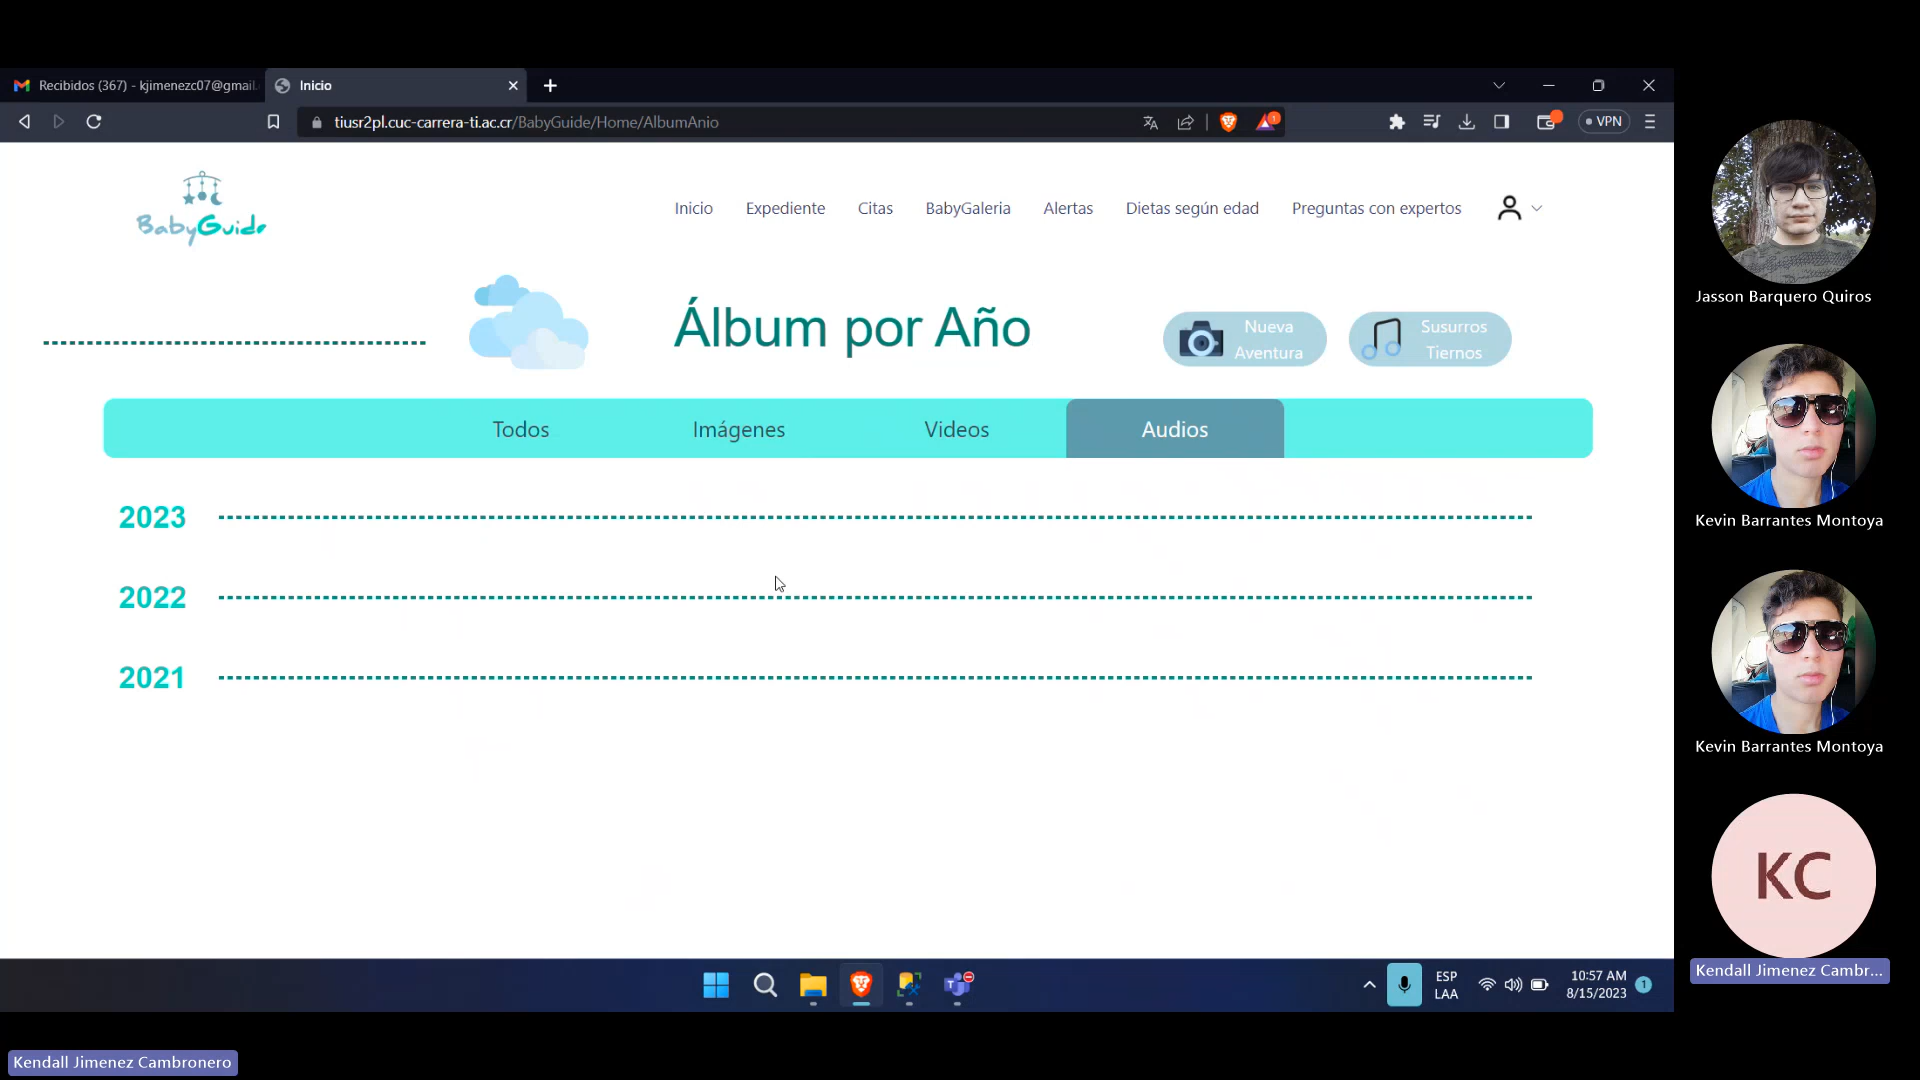 Recibidos (367) - kjimenezc07@gmail.
Inicio
tiusr2pl.cuc-carrera-ti.ac.cr/BabyGuide/Home/AlbumAnio
1
VPN
BabyGuide
Inicio
Expediente
Citas
BabyGaleria
Alertas
Dietas según edad
Preguntas con expertos
Álbum por Año
Nueva
Aventura
Susurros
Tiernos
Todos
Imágenes
Videos
Audios
2023
2022
2021
Jasson Barquero Quiros
Kevin Barrantes Montoya
Kevin Barrantes Montoya
KC
Kendall Jimenez Cambr...
ESP
LAA
10:57 AM
8/15/2023
1
Kendall Jimenez Cambronero